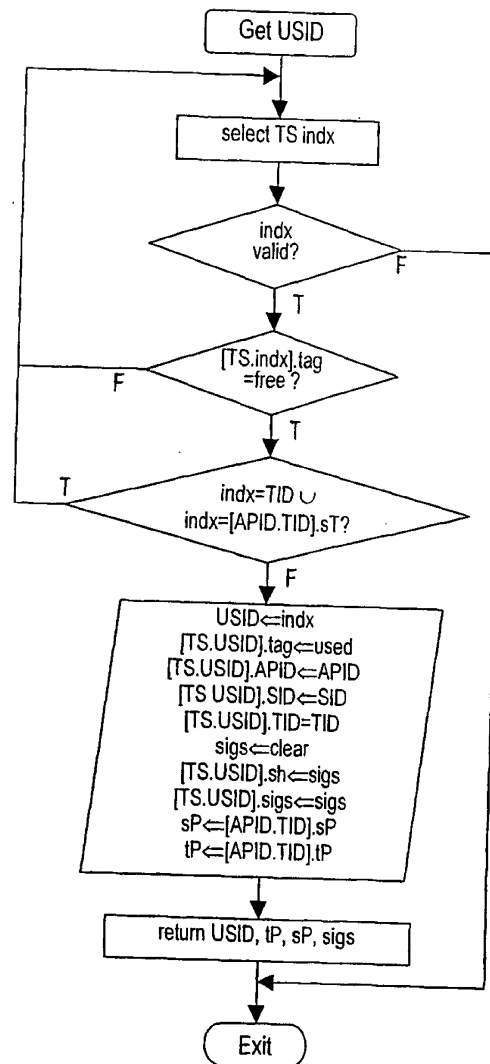 Get USID
select TS indx
indx
valid?
F
T
[TS.indx].tag
=free ?
F
T
T
indx=TID ∪
indx=[APID.TID].sT?
F
USID⇐indx
[TS.USID].tag⇐used
[TS.USID].APID⇐APID
[TS USID].SID⇐SID
[TS.USID].TID=TID
sigs⇐clear
[TS.USID].sh⇐sigs
[TS.USID].sigs⇐sigs
sP⇐[APID.TID].sP
tP⇐[APID.TID].tP
return USID, tP, sP, sigs
Exit